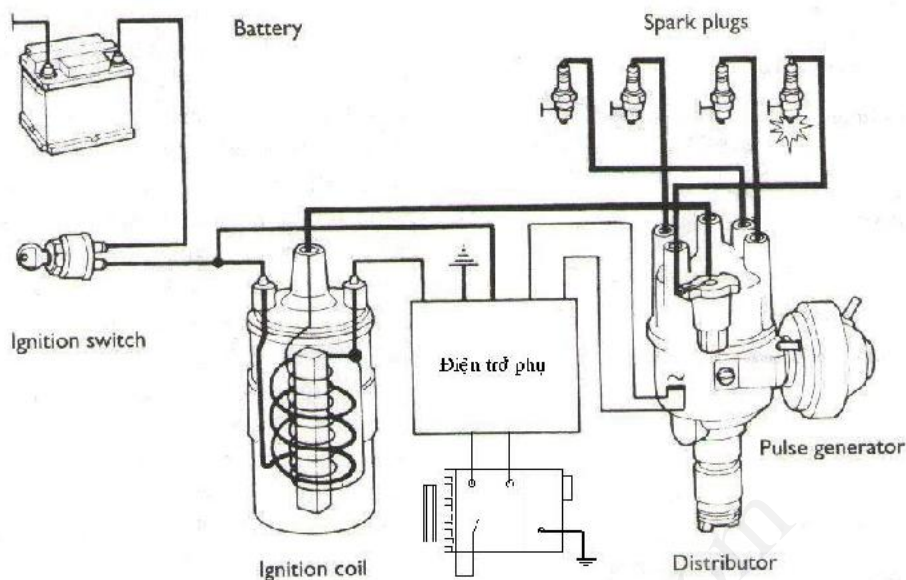 Battery
Spark plugs
Ignition switch
Điện trở phụ
Pulse generator
Ignition coil
Distributor